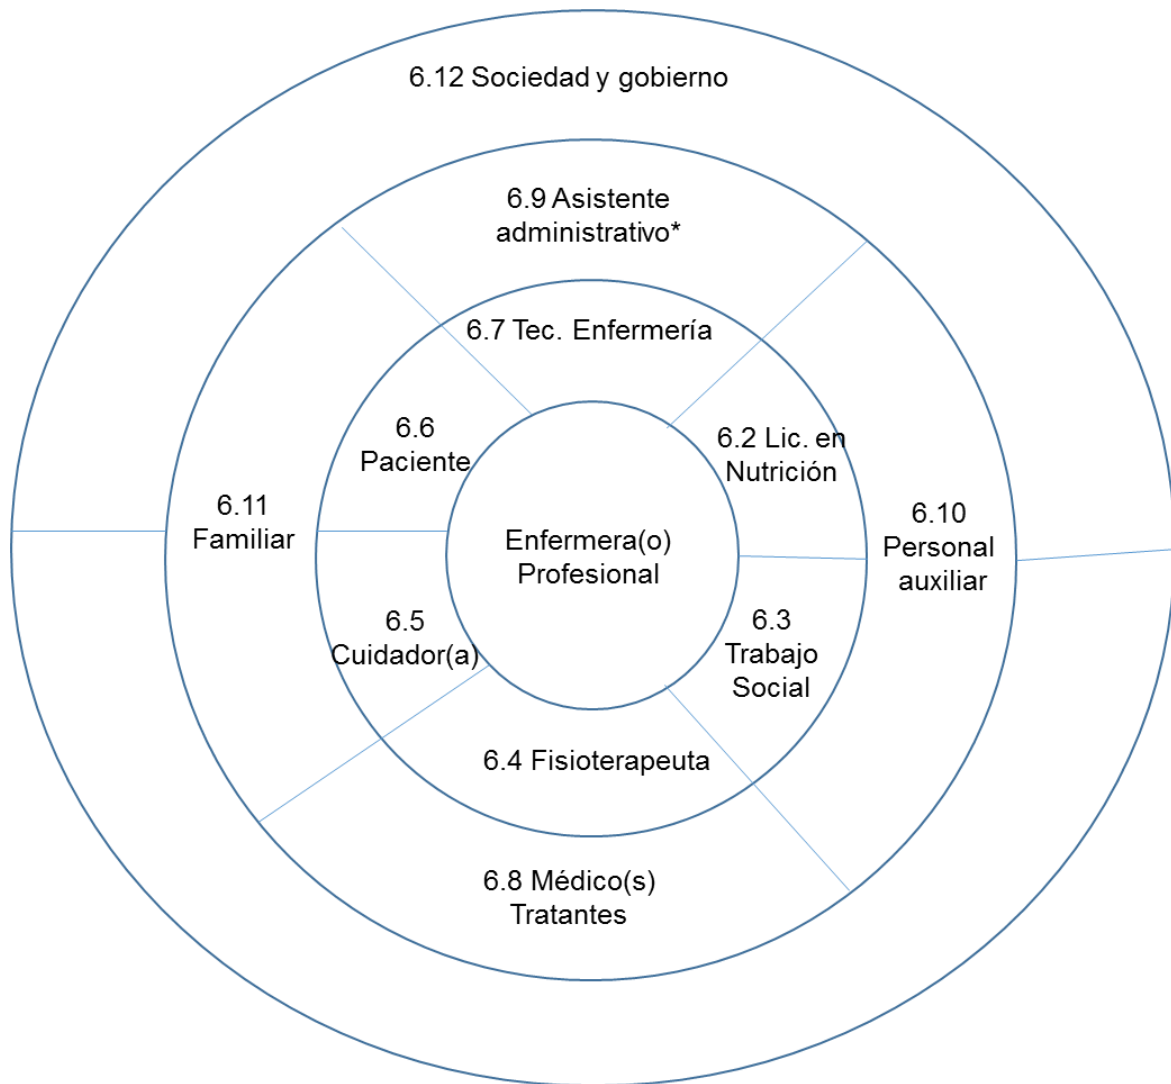 6.12 Sociedad y gobierno
6.9 Asistente
administrativo*
6.7 Tec. Enfermería
6.6
Paciente
6.2 Lic. en
Nutrición
6.11
Familiar
Enfermera(o)
Profesional
6.10
Personal
auxiliar
6.5
Cuidador(a)
6.3
Trabajo
Social
6.4 Fisioterapeuta
6.8 Médico(s)
Tratantes